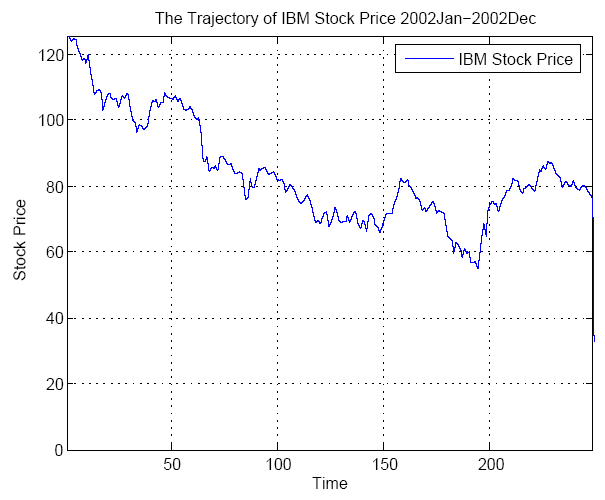 The Trajectory of IBM Stock Price 2002Jan−2002Dec
IBM Stock Price
Stock Price
120
100
80
60
40
20
0
50
100
150
200
Time